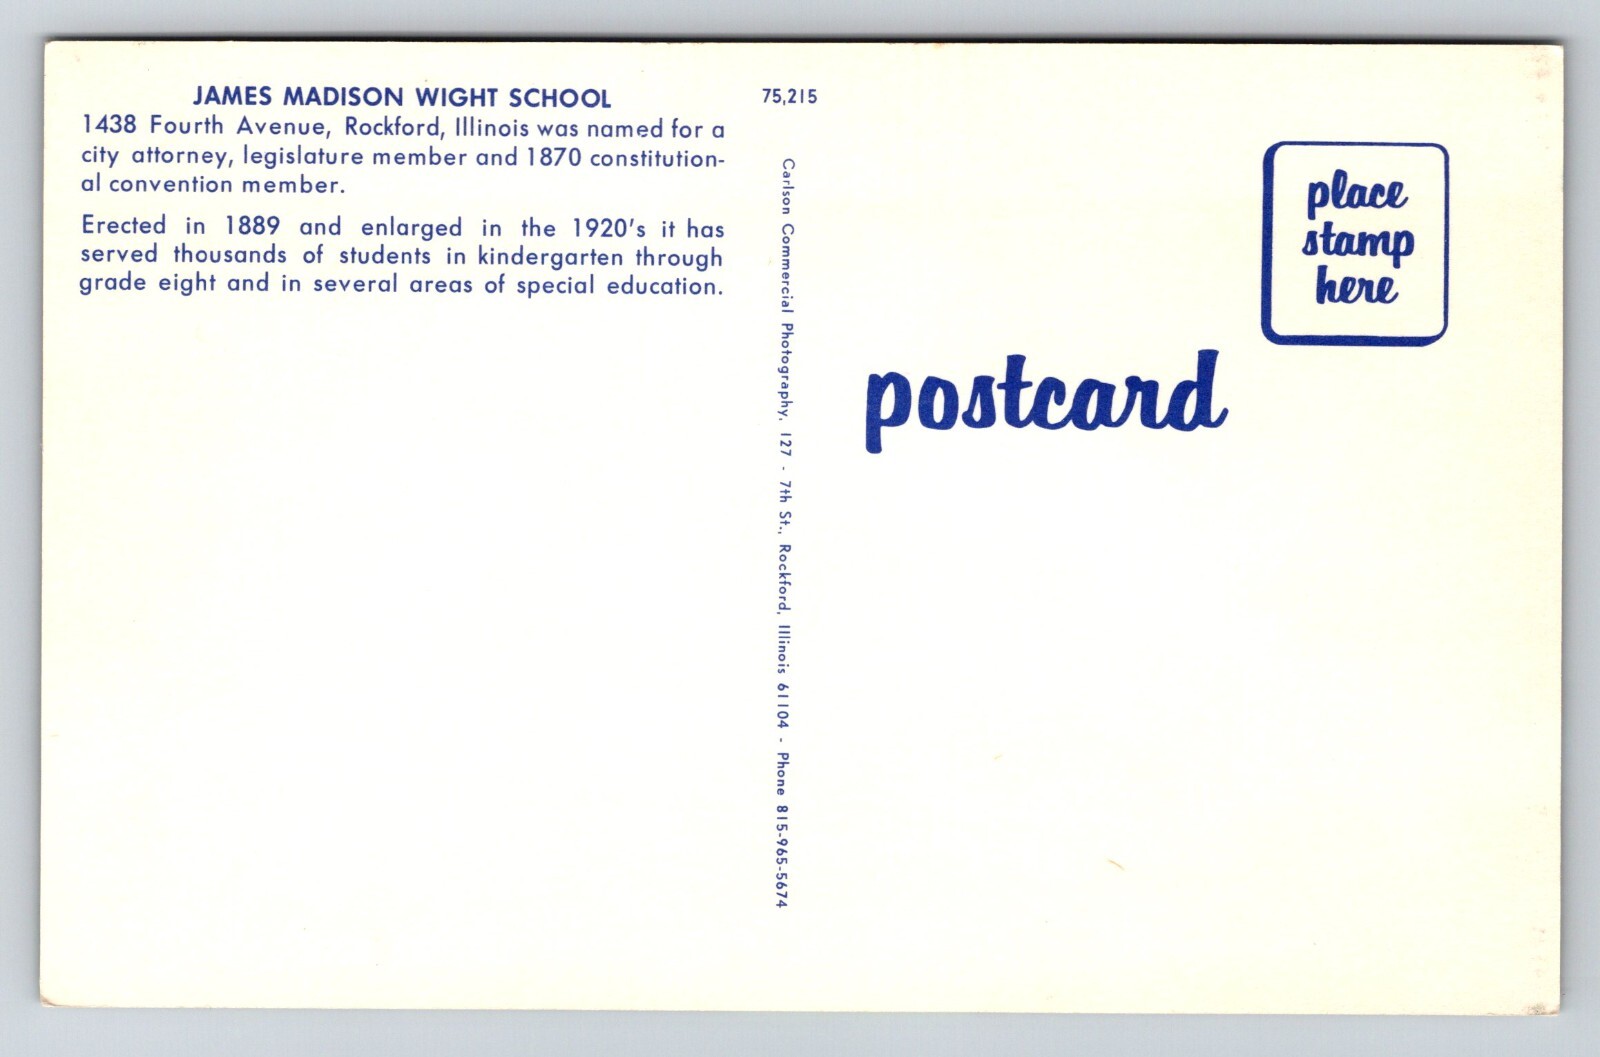 JAMES MADISON WIGHT SCHOOL
1438 Fourth Avenue, Rockford, Illinois was named for a
city attorney, legislature member and 1870 constitution-
al convention member.
Erected in 1889 and enlarged in the 1920's it has
served thousands of students in kindergarten through
grade eight and in several areas of special education.
75,215
Carlson Commercial Photography, 127 - 7th St., Rockford, Illinois 61104 - Phone 815-965-5674
place
stamp
here
postcard